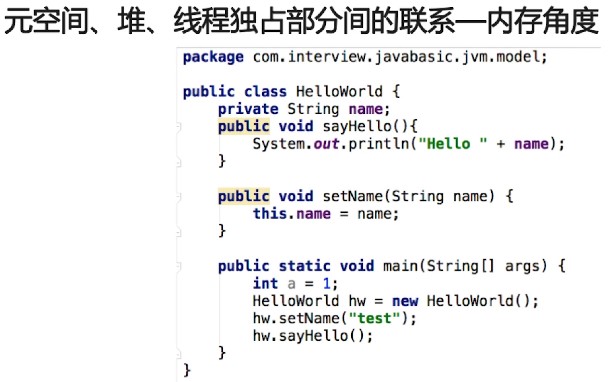 元空间、堆、线程独占部分间的联系—内存角度
package com.interview.javabasic.jvm.model;
public class HelloWorld {
private String name;
public void sayHello(){
System.out.println("Hello " + name);
}
public void setName(String name) {
this.name = name;
}
public static void main(String[] args) {
int a = 1;
HelloWorld hw = new HelloWorld();
hw.setName("test");
hw.sayHello();
}
}